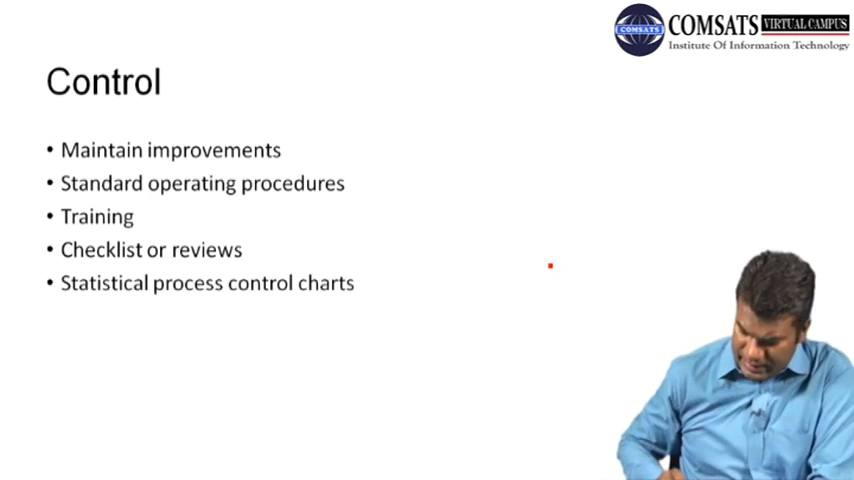 COMSATS
COMSATS VIRTUAL CAMPUS
Institute Of Information Technology
Control
• Maintain improvements
• Standard operating procedures
• Training
• Checklist or reviews
• Statistical process control charts